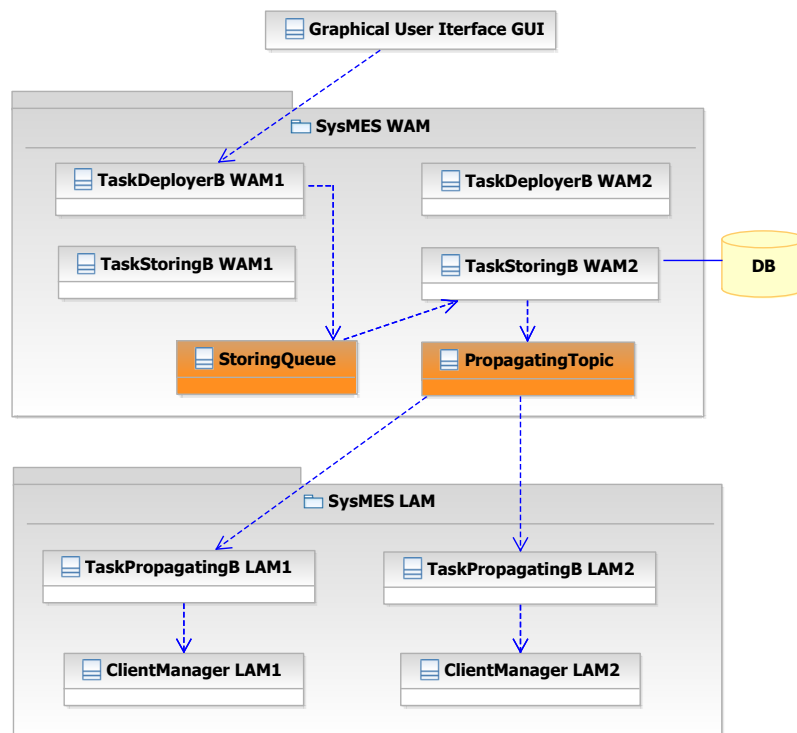 Graphical User Iterface GUI
SysMES WAM
TaskDeployerB WAM1
TaskDeployerB WAM2
TaskStoringB WAM1
TaskStoringB WAM2
DB
StoringQueue
PropagatingTopic
SysMES LAM
TaskPropagatingB LAM1
TaskPropagatingB LAM2
ClientManager LAM1
ClientManager LAM2